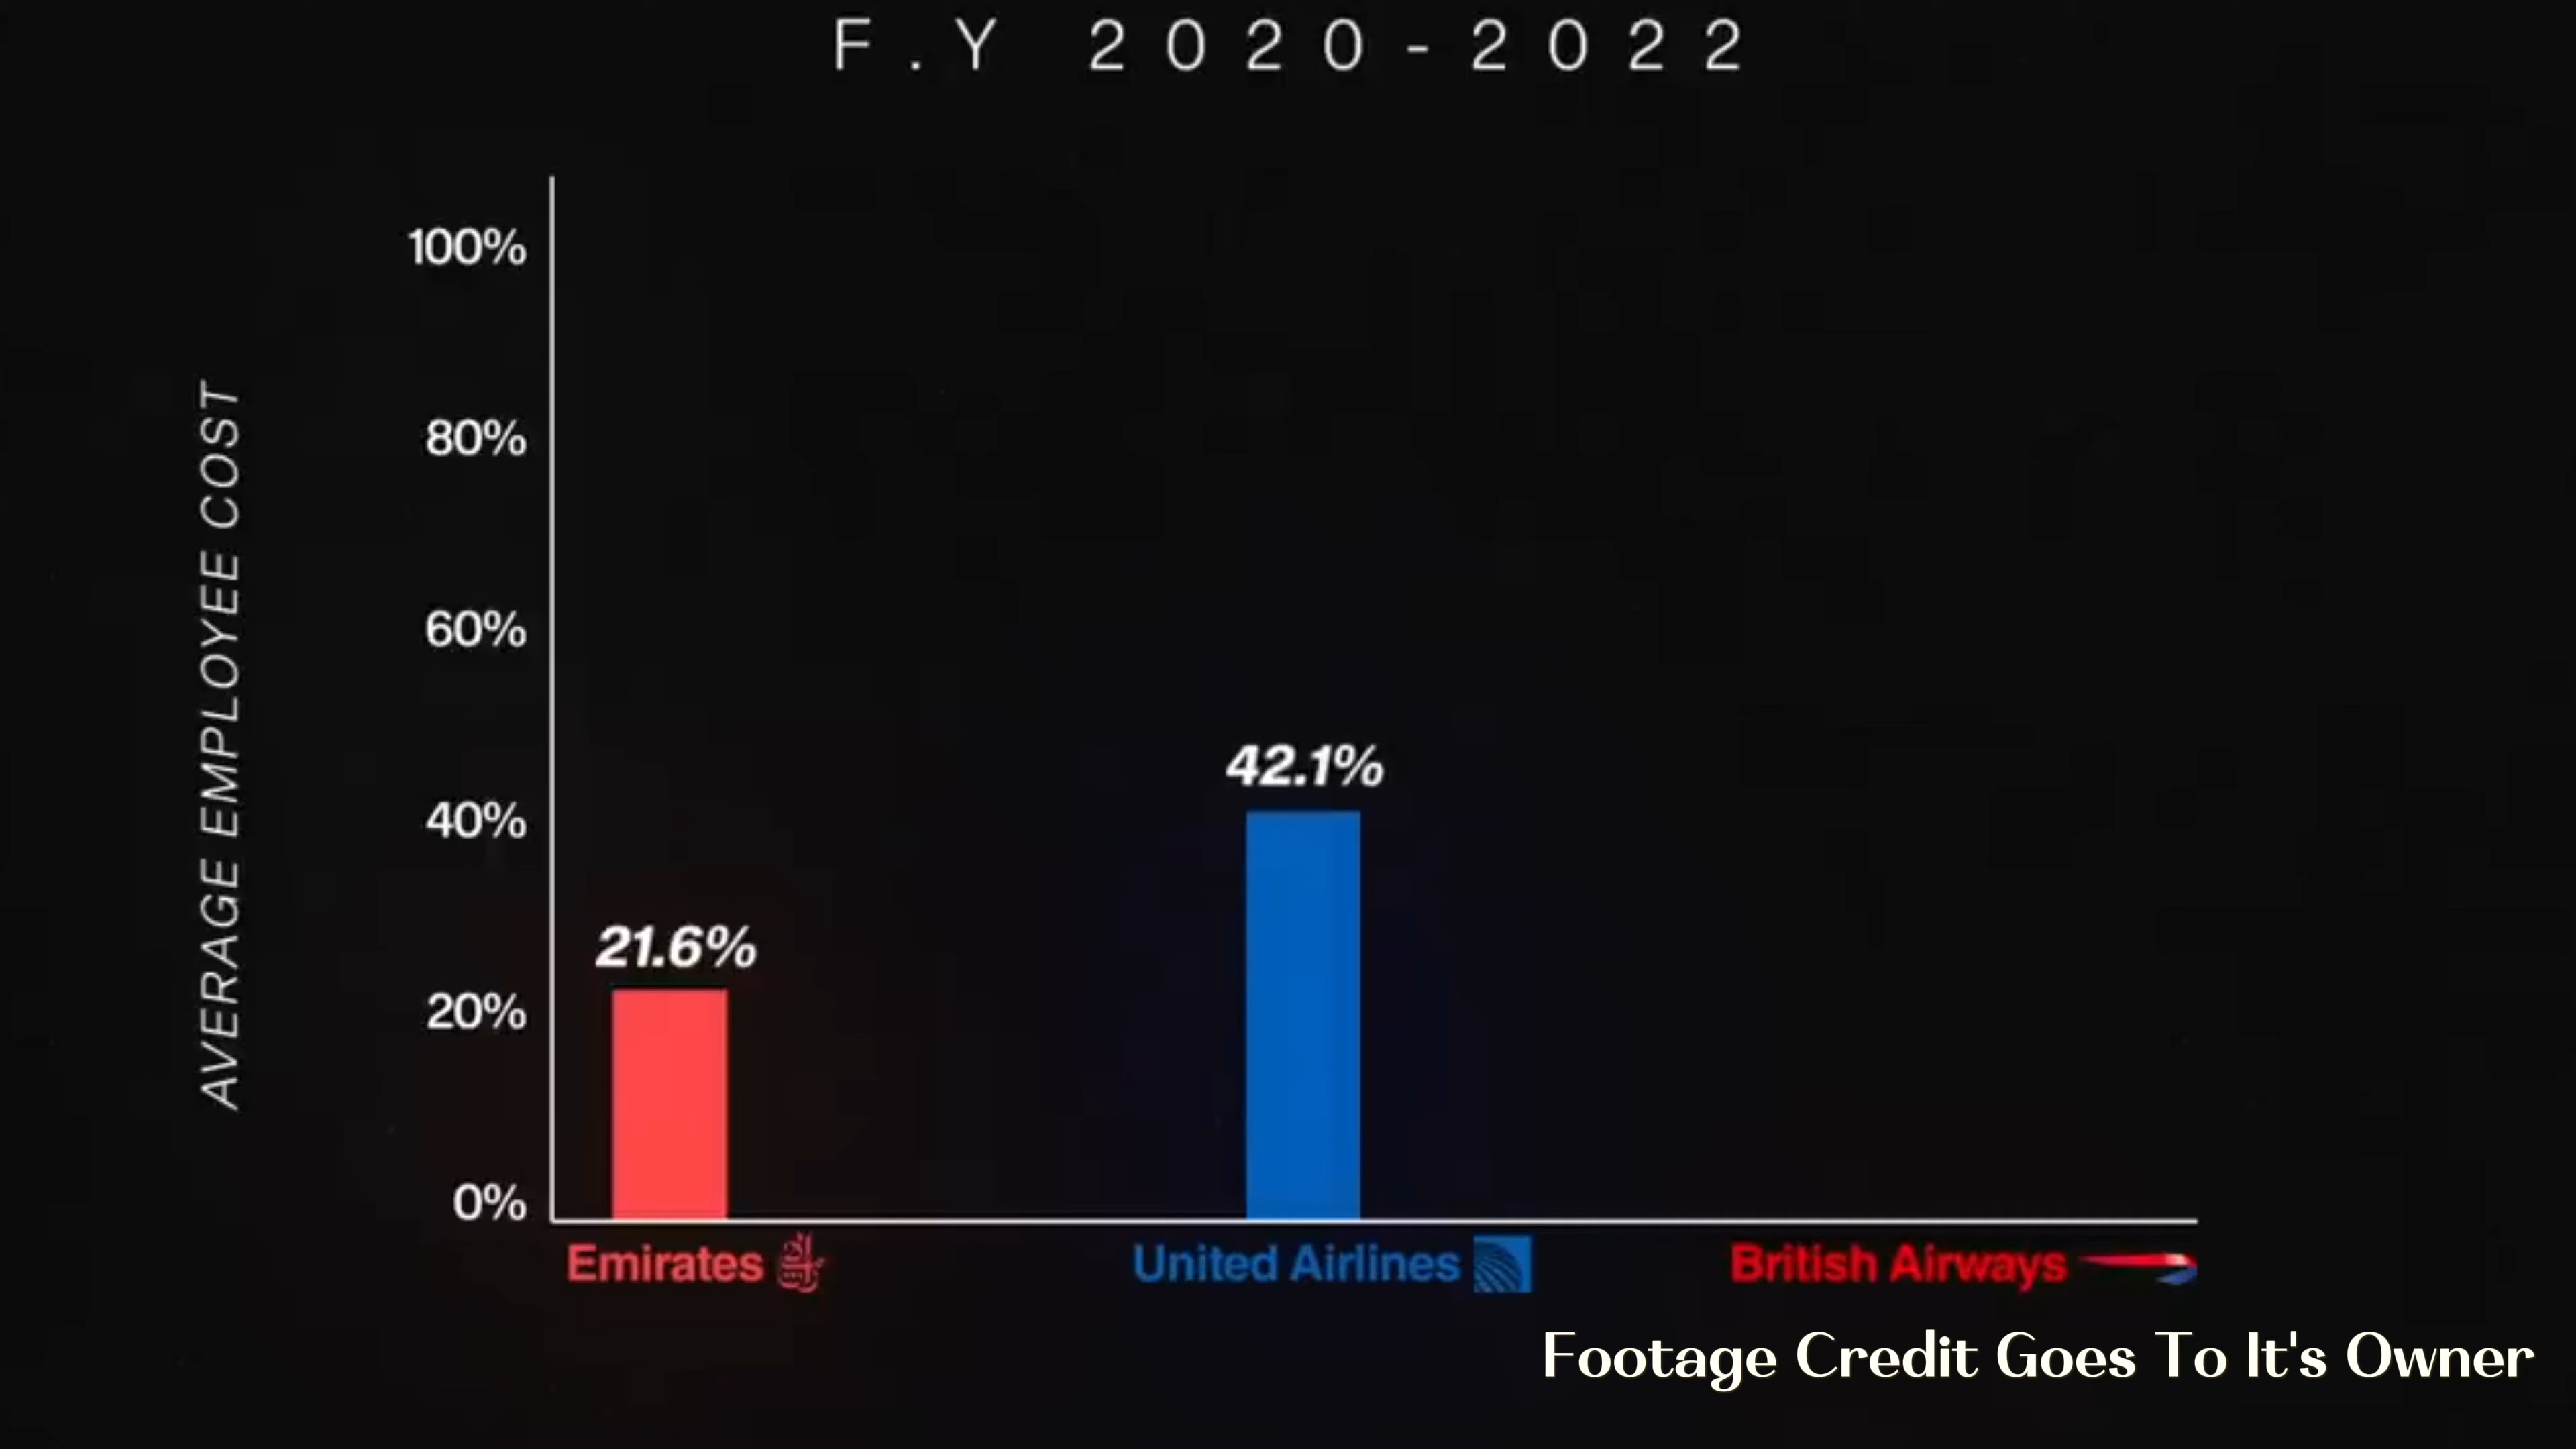 F.Y 2020-2022
AVERAGE EMPLOYEE COST
100%
80%
60%
40%
20%
0%
21.6%
42.1%
Emirates
United Airlines
British Airways
Footage Credit Goes To It's Owner